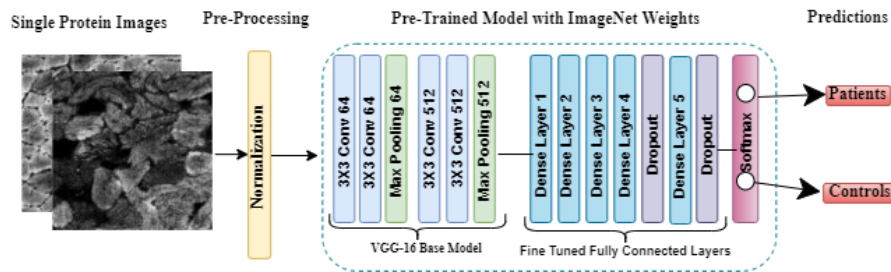 Single Protein Images
Pre-Processing
Pre-Trained Model with ImageNet Weights
Predictions
Normalization
3X3 Conv 64
3X3 Conv 64
Max Pooling 64
3X3 Conv 512
3X3 Conv 512
Max Pooling 512
Dense Layer 1
Dense Layer 2
Dense Layer 3
Dense Layer 4
Dropout
Dense Layer 5
Dropout
Softmax
Patients
Controls
VGG-16 Base Model
Fine Tuned Fully Connected Layers